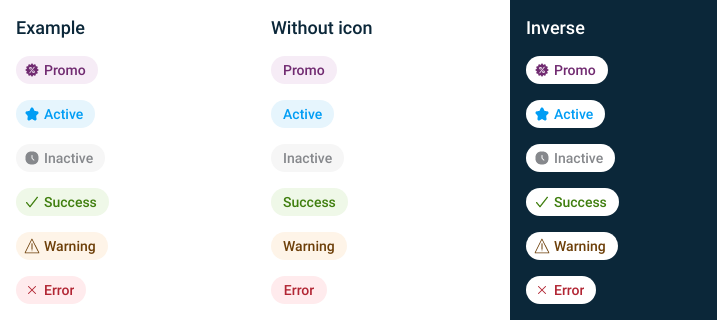 Example
Without icon
Inverse
Promo
Promo
Promo
Active
Active
Active
Inactive
Inactive
Inactive
Success
Success
Success
Warning
Warning
Warning
Error
Error
Error